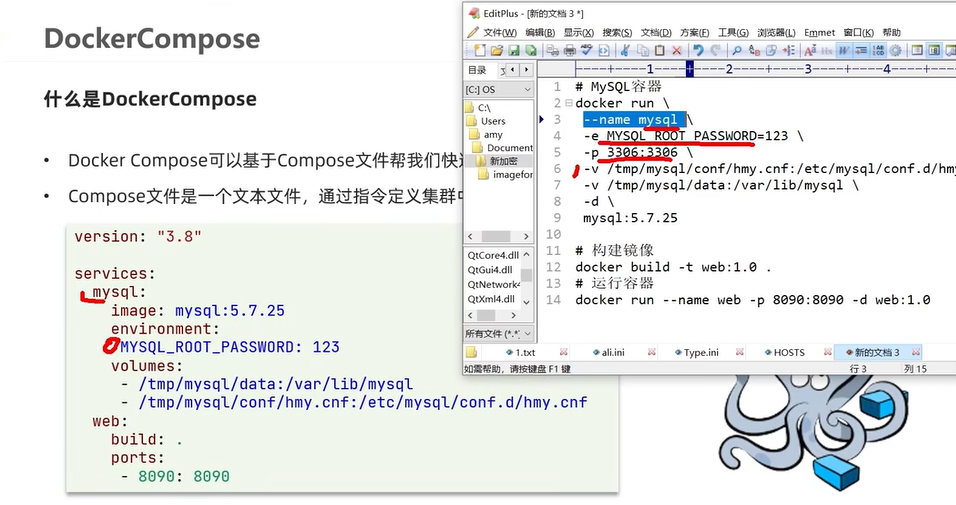 DockerCompose
什么是DockerCompose
• Docker Compose可以基于Compose文件帮我们快
• Compose文件是一个文本文件，通过指令定义集群
version: "3.8"
services:
mysql:
image: mysql:5.7.25
environment:
MYSQL_ROOT_PASSWORD: 123
volumes:
- /tmp/mysql/data:/var/lib/mysql
- /tmp/mysql/conf/hmy.cnf:/etc/mysql/conf.d/hmy.cnf
web:
build: .
ports:
- 8090: 8090
EditPlus - [新的文档 3 *]
文件(W) 编辑(B) 显示(X) 搜索(S) 文档(D) 方案(F) 工具(G) 浏览器(L) Emmet 窗口(K) 帮助
目录
[C:] OS
C:\
Users
amy
Document
新加密
imagefor
QtCore4.dll
QtGui4.dll
QtNetwork
QtXml4.dll
所有文件 (*.*)
1 2 3 4
1 # MySQL容器
2 docker run \
3 --name mysql \
4 -e MYSQL_ROOT_PASSWORD=123 \
5 -p 3306:3306 \
6 -v /tmp/mysql/conf/hmy.cnf:/etc/mysql/conf.d/hm
7 -v /tmp/mysql/data:/var/lib/mysql \
8 -d \
9 mysql:5.7.25
10
11 # 构建镜像
12 docker build -t web:1.0 .
13 # 运行容器
14 docker run --name web -p 8090:8090 -d web:1.0
1.txt ali.ini Type.ini HOSTS 新的文档 3
如需帮助，请按键盘 F1 键 行 3 列 15